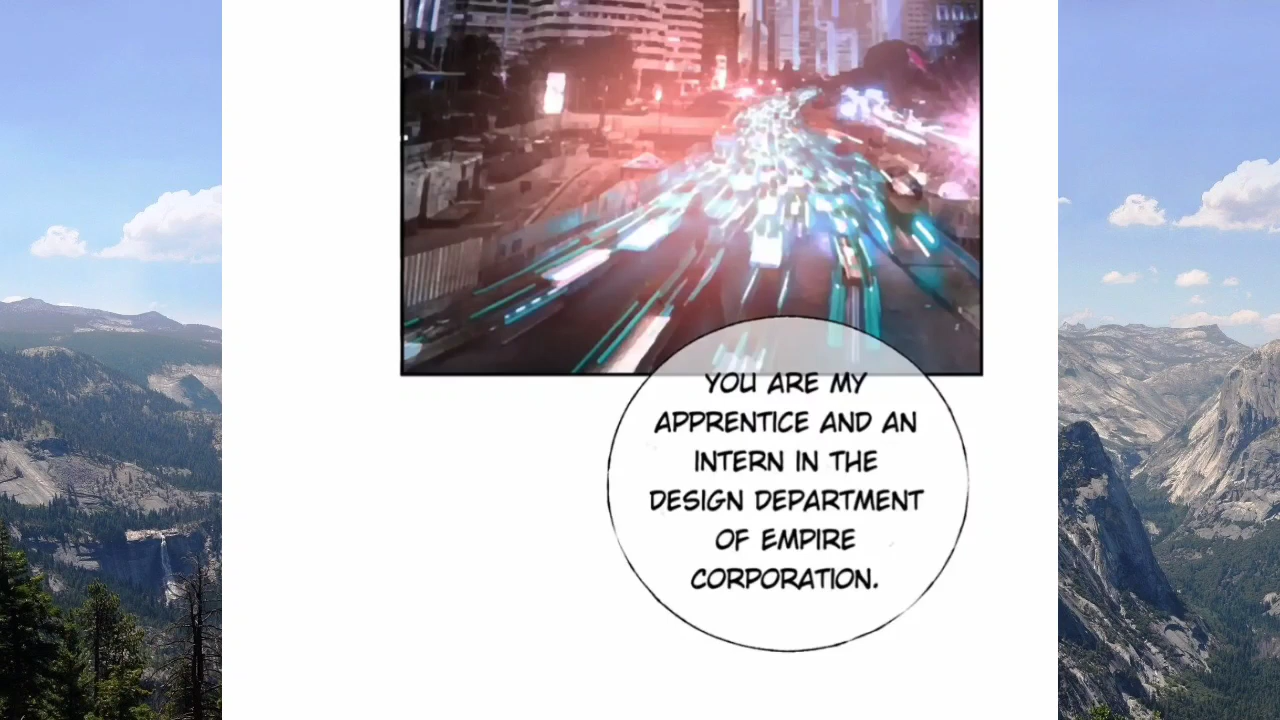 YOU ARE MY
APPRENTICE AND AN
INTERN IN THE
DESIGN DEPARTMENT
OF EMPIRE
CORPORATION.